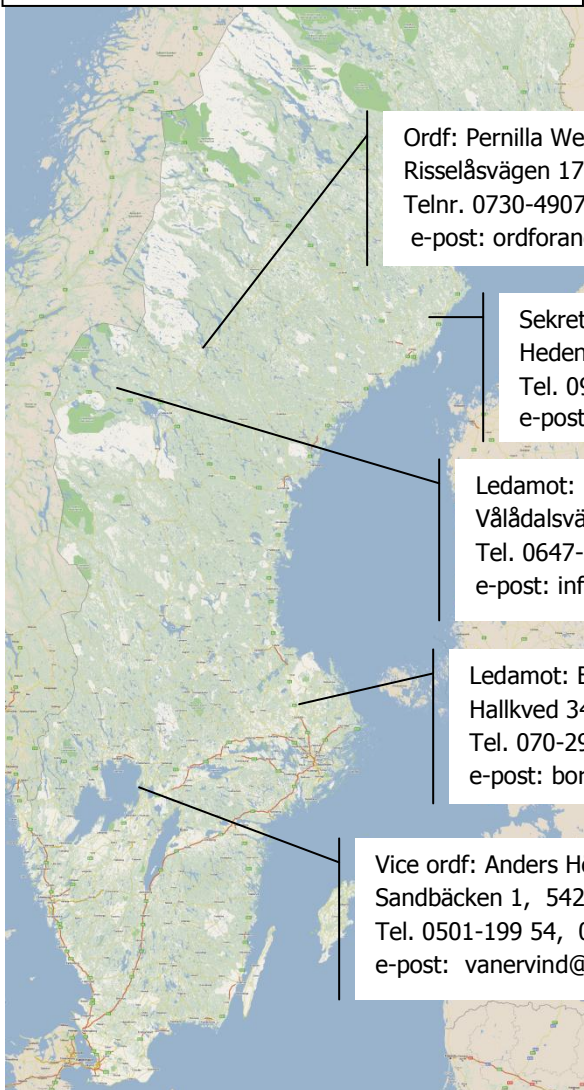 Ordf: Pernilla We
Risselåsvägen 17
Telnr. 0730-4907
e-post: ordforan
Sekret
Heden
Tel. 09
e-post
Ledamot:
Vålådalsvä
Tel. 0647-
e-post: inf
Ledamot: E
Hallkved 34
Tel. 070-29
e-post: bor
Vice ordf: Anders He
Sandbäcken 1, 542
Tel. 0501-199 54, 0
e-post: vanervind@